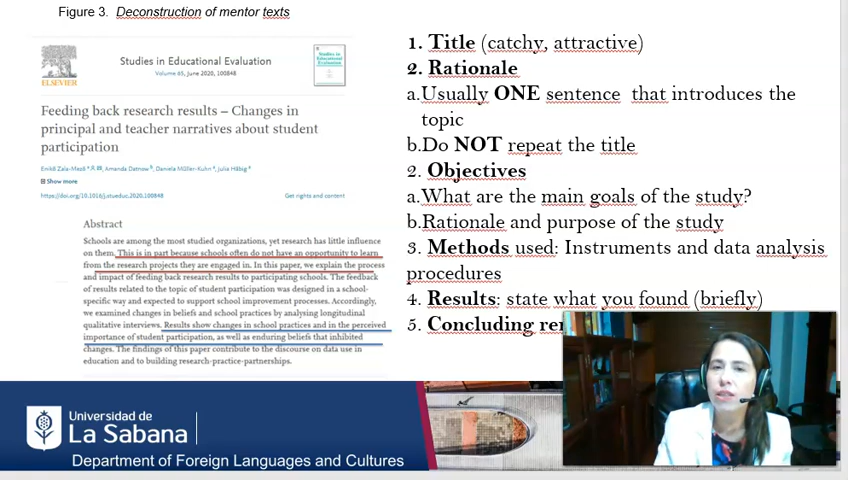 Figure 3. Deconstruction of mentor texts
ELSEVIER
Studies in Educational Evaluation
Volume 65, June 2020, 100848
Feeding back research results – Changes in
principal and teacher narratives about student
participation
Enikö Zala-Mezö, Amanda Datnow, Daniela Müller-Kuhn, Julia Häbig
Show more
https://doi.org/10.1016/j.stueduc.2020.100848
Get rights and content
Abstract
Schools are among the most studied organizations, yet research has little influence
on them. This is in part because schools often do not have an opportunity to learn
from the research projects they are engaged in. In this paper, we explain the process
and impact of feeding back research results to participating schools. The feedback
of results related to the topic of student participation was designed in a school-
specific way and expected to support school improvement processes. Accordingly,
we examined changes in beliefs and school practices by analysing longitudinal
qualitative interviews. Results show changes in school practices and in the perceived
importance of student participation, as well as enduring beliefs that inhibited
changes. The findings of this paper contribute to the discourse on data use in
education and to building research-practice-partnerships.
1. Title (catchy, attractive)
2. Rationale
a.Usually ONE sentence that introduces the
topic
b.Do NOT repeat the title
2. Objectives
a.What are the main goals of the study?
b.Rationale and purpose of the study
3. Methods used: Instruments and data analysis
procedures
4. Results: state what you found (briefly)
5. Concluding
Universidad de
La Sabana
Department of Foreign Languages and Cultures